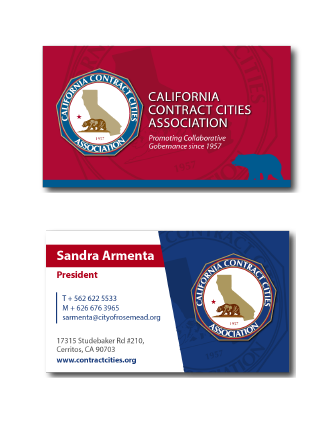 CALIFORNIA CONTRACT CITIES
1957
ASSOCIATION
CALIFORNIA
CONTRACT CITIES
ASSOCIATION
Promoting Collaborative
Gobernance since 1957
Sandra Armenta
President
T + 562 622 5533
M + 626 676 3965
sarmenta@cityofrosemead.org
17315 Studebaker Rd #210,
Cerritos, CA 90703
www.contractcities.org
CALIFORNIA CONTRACT CITIES
1957
ASSOCIATION